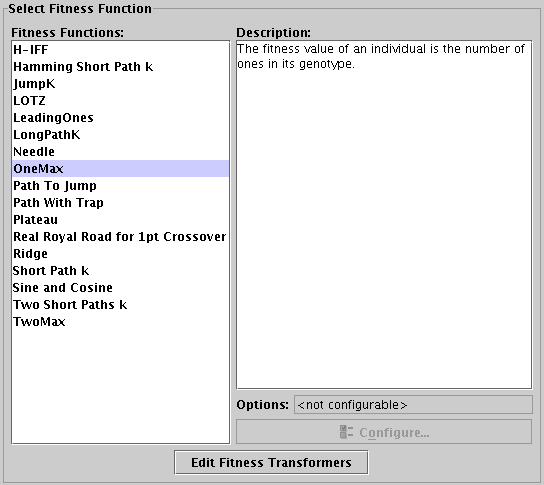 Select Fitness Function
Fitness Functions:
H-IFF
Hamming Short Path k
JumpK
LOTZ
LeadingOnes
LongPathK
Needle
OneMax
Path To Jump
Path With Trap
Plateau
Real Royal Road for 1pt Crossover
Ridge
Short Path k
Sine and Cosine
Two Short Paths k
TwoMax
Description:
The fitness value of an individual is the number of
ones in its genotype.
Options: <not configurable>
Configure...
Edit Fitness Transformers